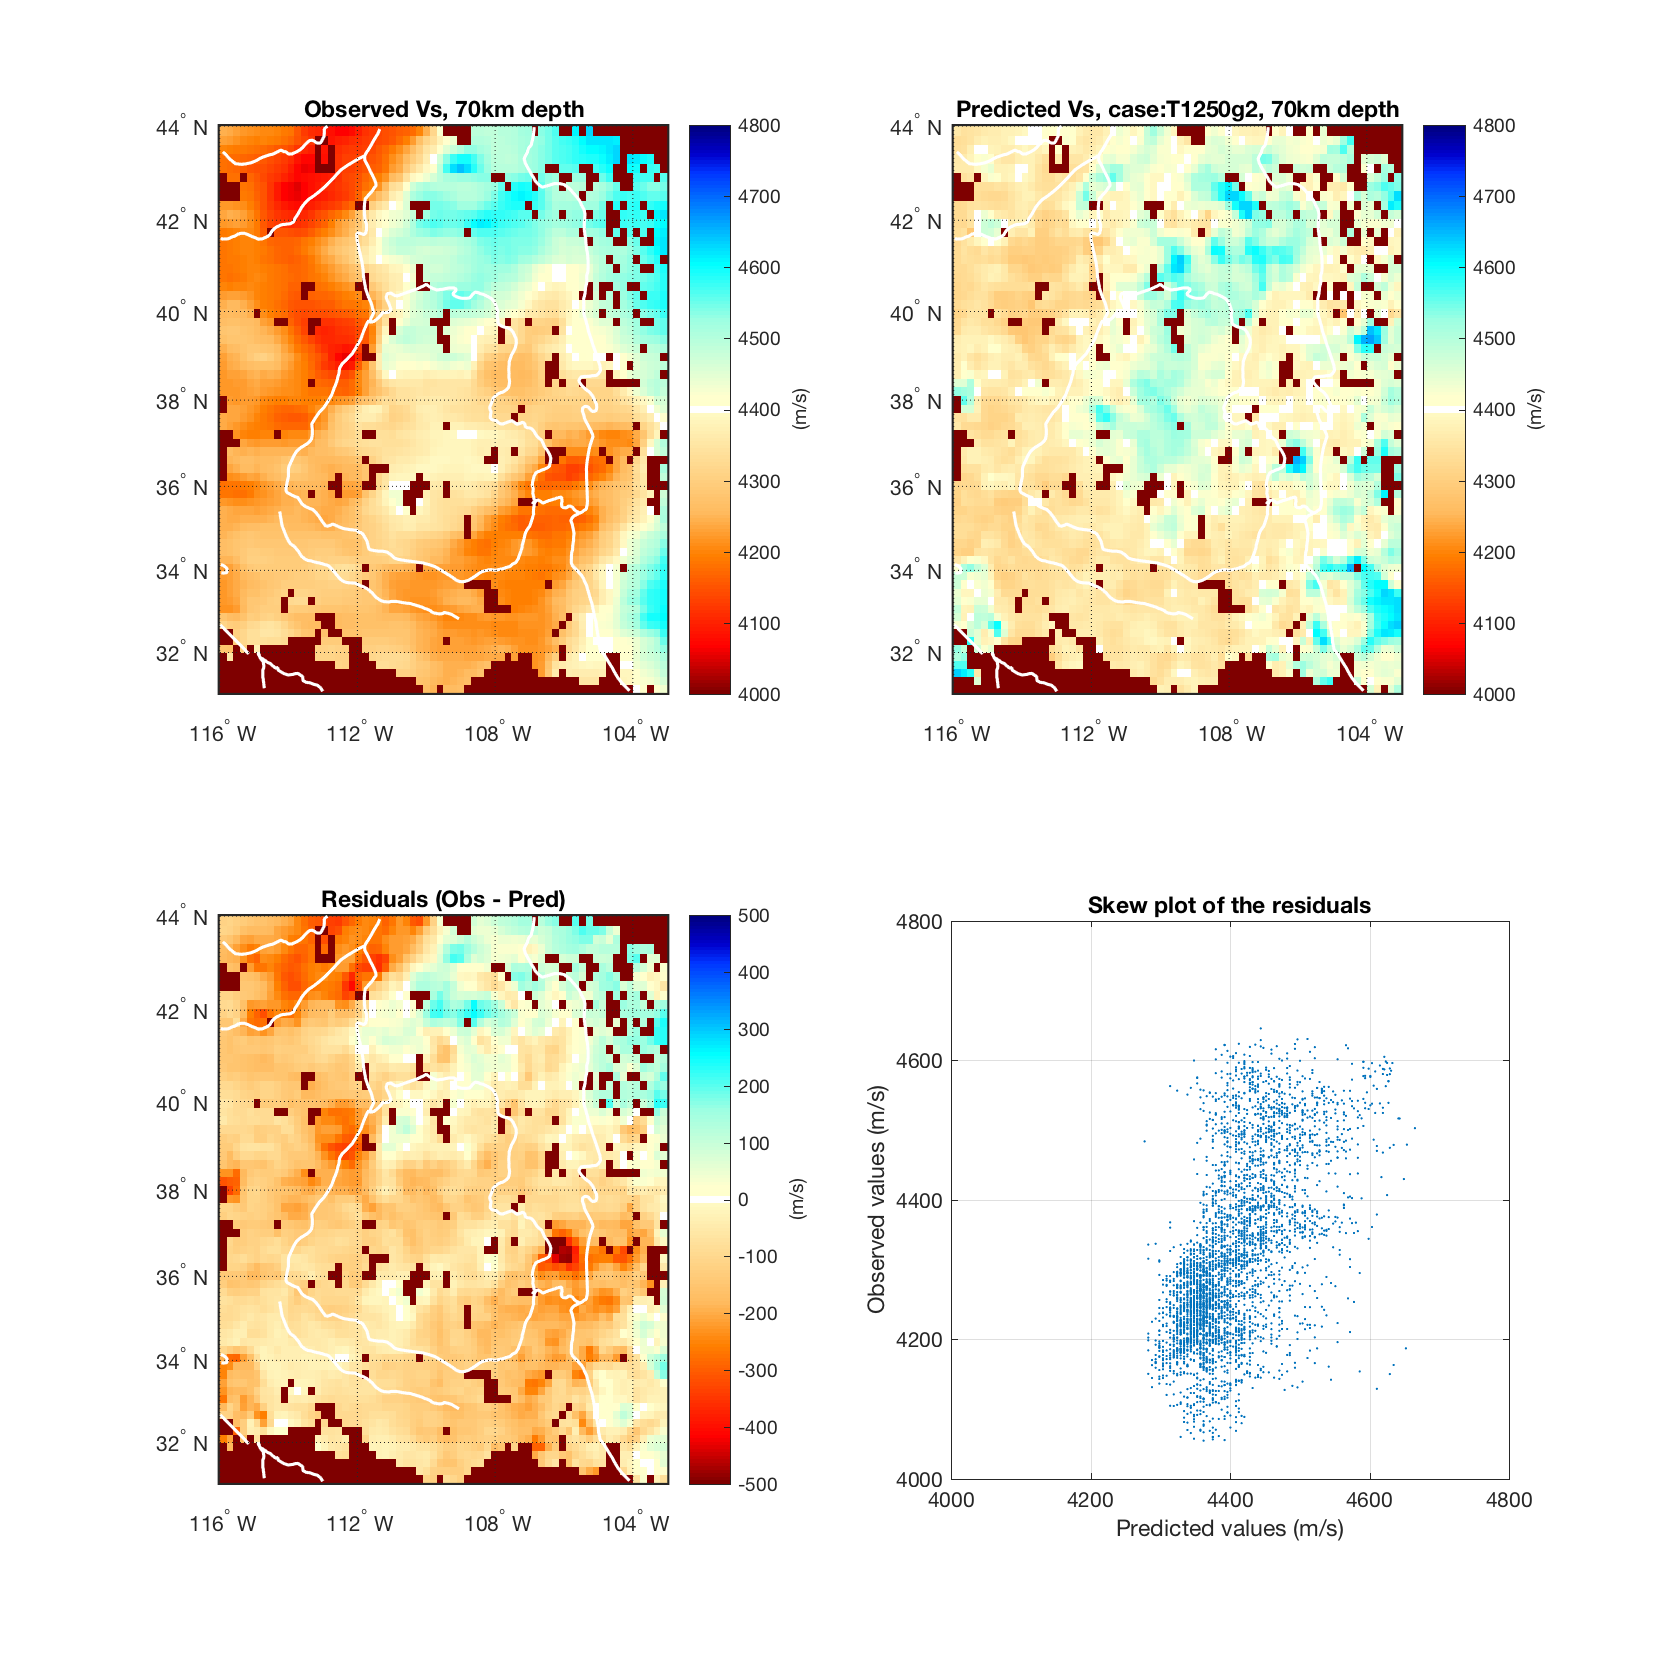 Observed Vs, 70km depth
44° N
42° N
40° N
38° N
36° N
34° N
32° N
116° W
112° W
108° W
104° W
4800
4700
4600
4500
4400
4300
4200
4100
4000
(m/s)
Predicted Vs, case:T1250g2, 70km depth
44° N
42° N
40° N
38° N
36° N
34° N
32° N
116° W
112° W
108° W
104° W
4800
4700
4600
4500
4400
4300
4200
4100
4000
(m/s)
Residuals (Obs - Pred)
44° N
42° N
40° N
38° N
36° N
34° N
32° N
116° W
112° W
108° W
104° W
500
400
300
200
100
0
-100
-200
-300
-400
-500
(m/s)
Skew plot of the residuals
4800
4600
4400
4200
4000
Observed values (m/s)
4000
4200
4400
4600
4800
Predicted values (m/s)